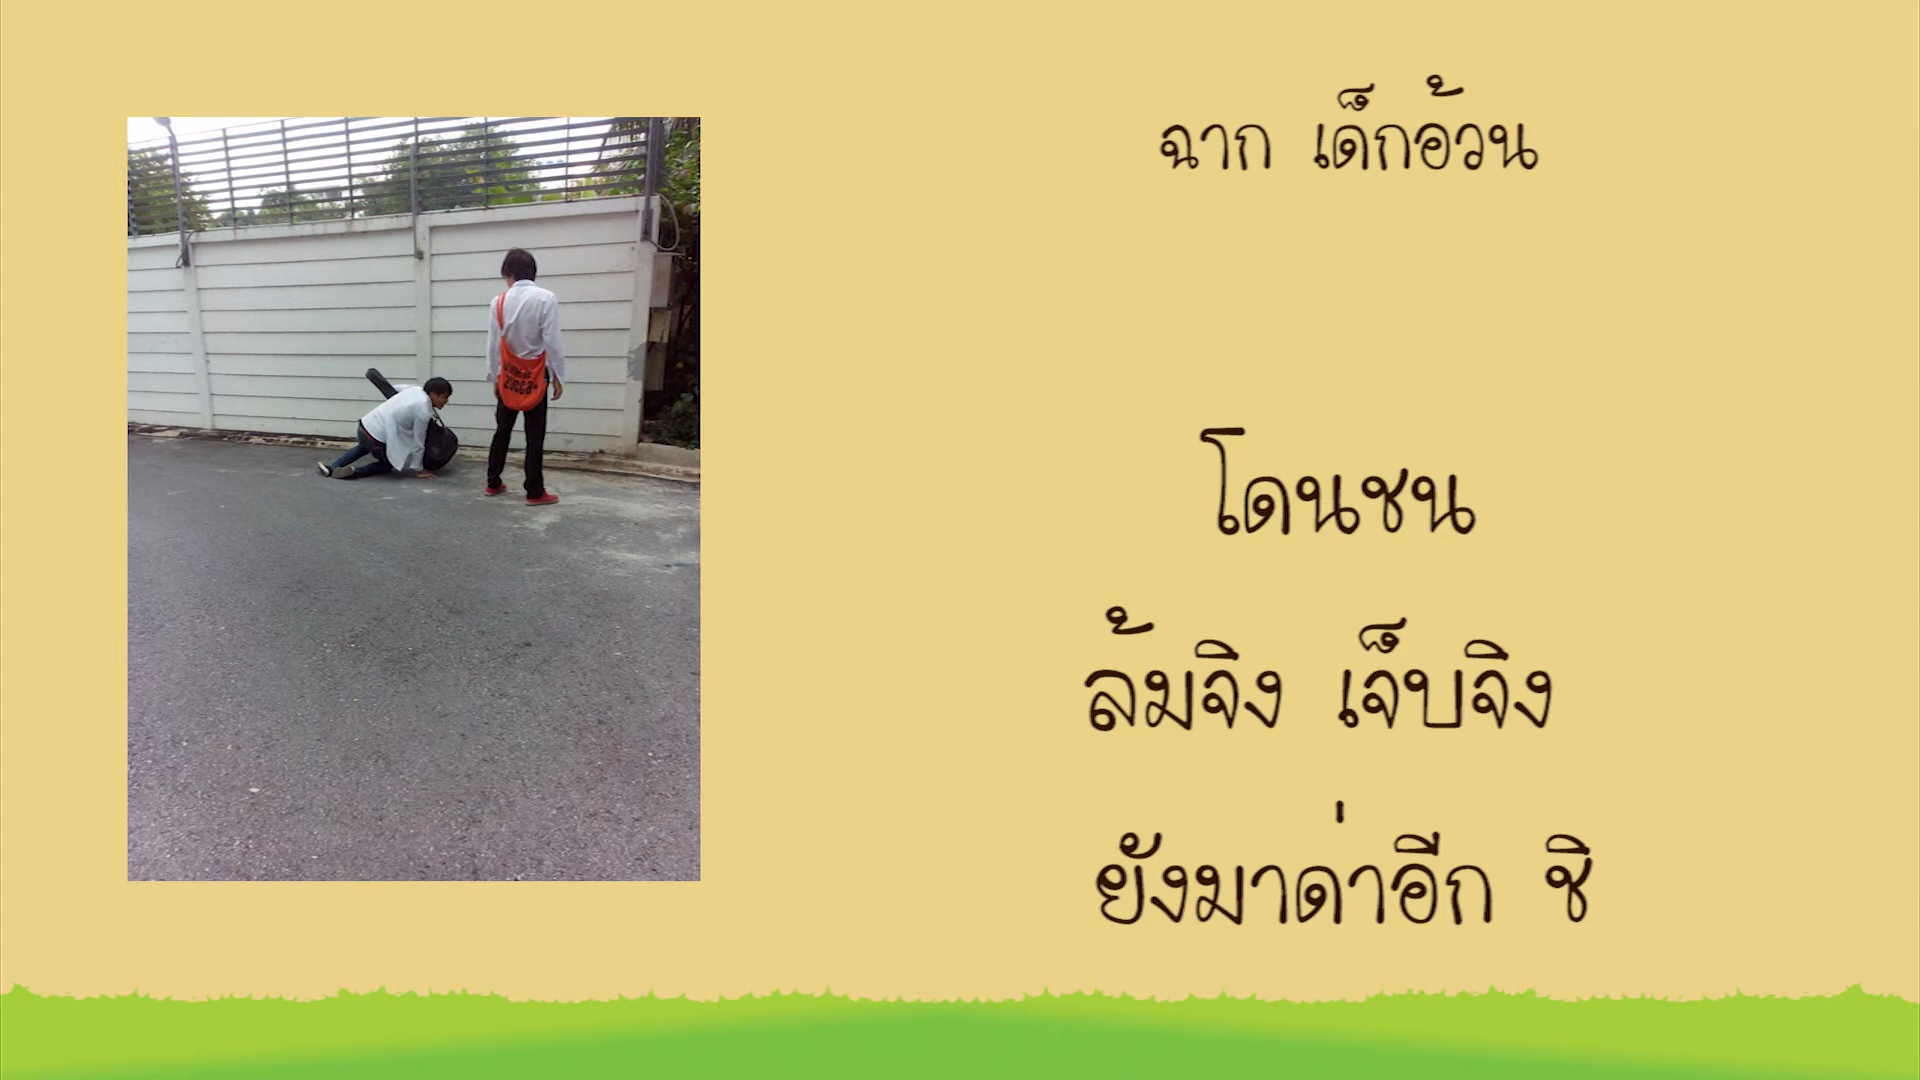 ฉาก เด็กอ้วน
โดนชน
ล้มจิง เจ็บจิง
ยังมาด่าอีก ชิ